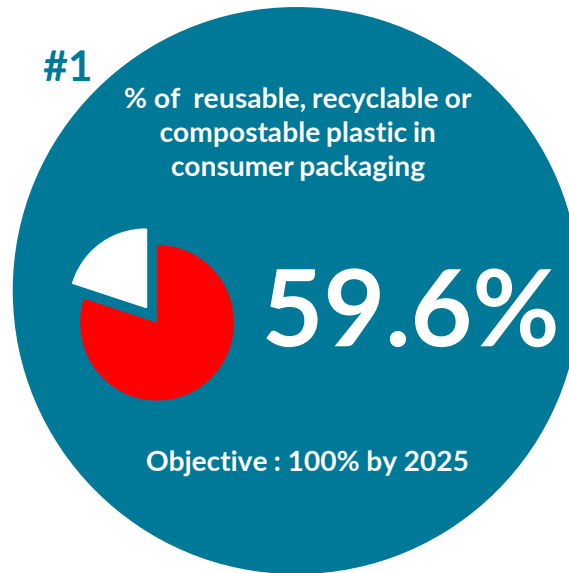 #1
% of  reusable, recyclable or
compostable plastic in
consumer packaging
59.6%
Objective : 100% by 2025